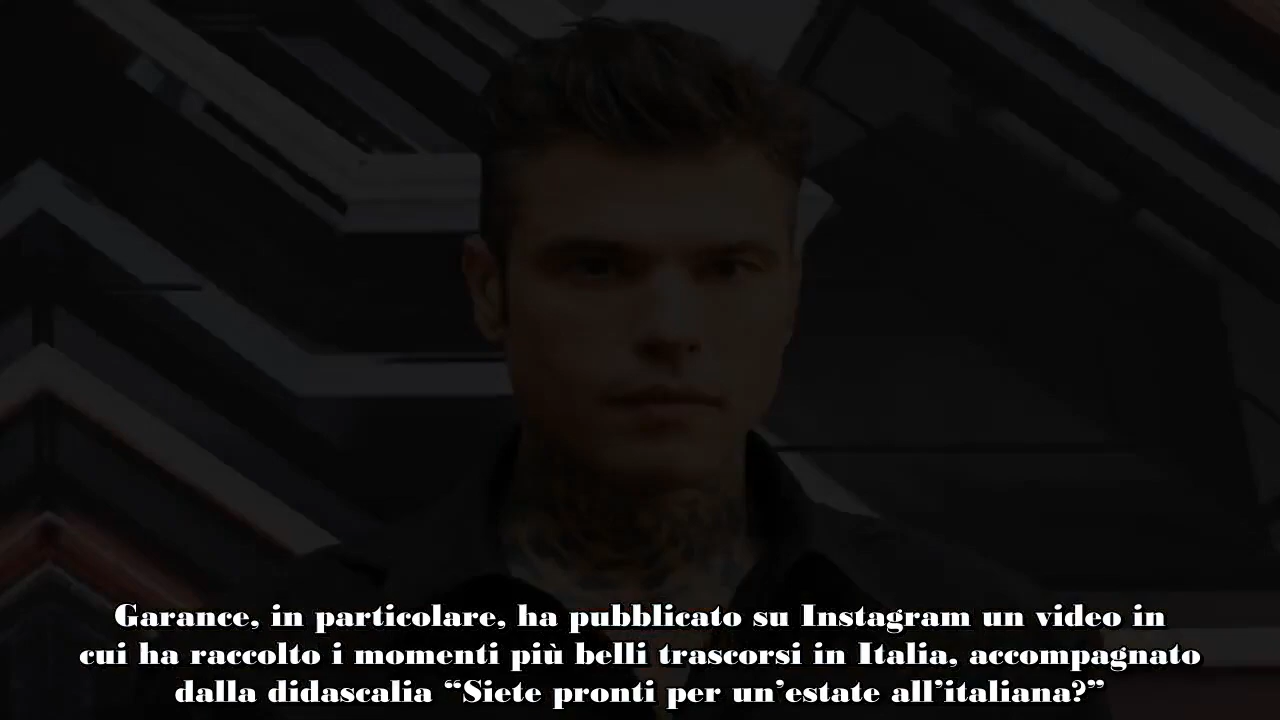 Garance, in particolare, ha pubblicato su Instagram un video in
cui ha raccolto i momenti più belli trascorsi in Italia, accompagnato
dalla didascalia “Siete pronti per un’estate all’italiana?”